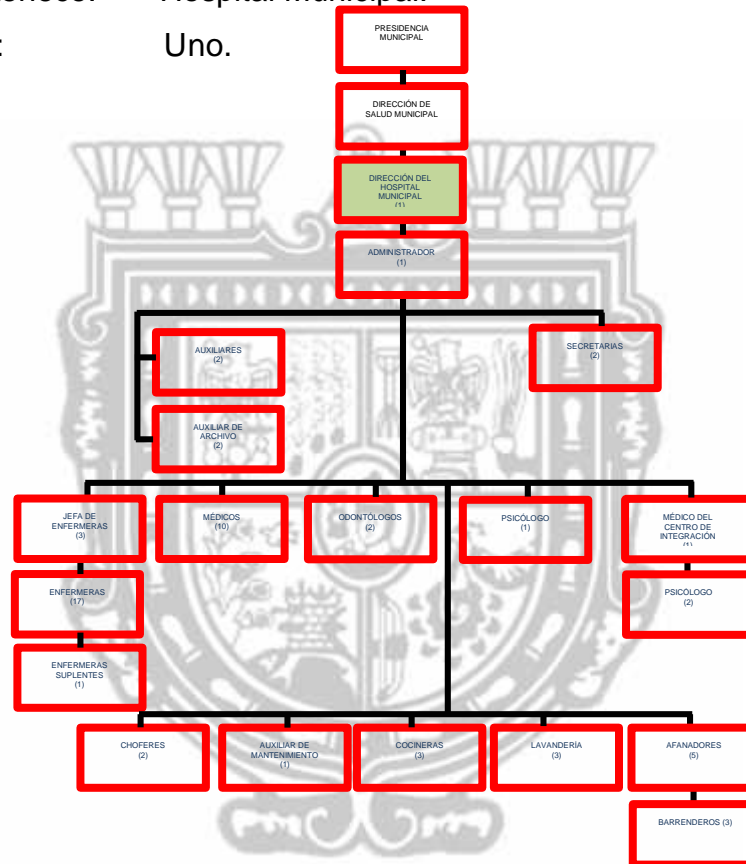 Hospital Municipal.
Uno.
PRESIDENCIA
MUNICIPAL
DIRECCIÓN DE
SALUD MUNICIPAL
DIRECCIÓN DEL
HOSPITAL
MUNICIPAL
(1)
ADMINISTRADOR
(1)
AUXILIARES
(2)
SECRETARIAS
(2)
AUXILIAR DE
ARCHIVO
(2)
JEFA DE
ENFERMERAS
(3)
MÉDICOS
(10)
ODONTÓLOGOS
(2)
PSICÓLOGO
(1)
MÉDICO DEL
CENTRO DE
INTEGRACIÓN
(1)
ENFERMERAS
(17)
PSICÓLOGO
(2)
ENFERMERAS
SUPLENTES
(1)
CHOFERES
(2)
AUXILIAR DE
MANTENIMIENTO
(1)
COCINERAS
(3)
LAVANDERÍA
(3)
AFANADORES
(5)
BARRENDEROS (3)